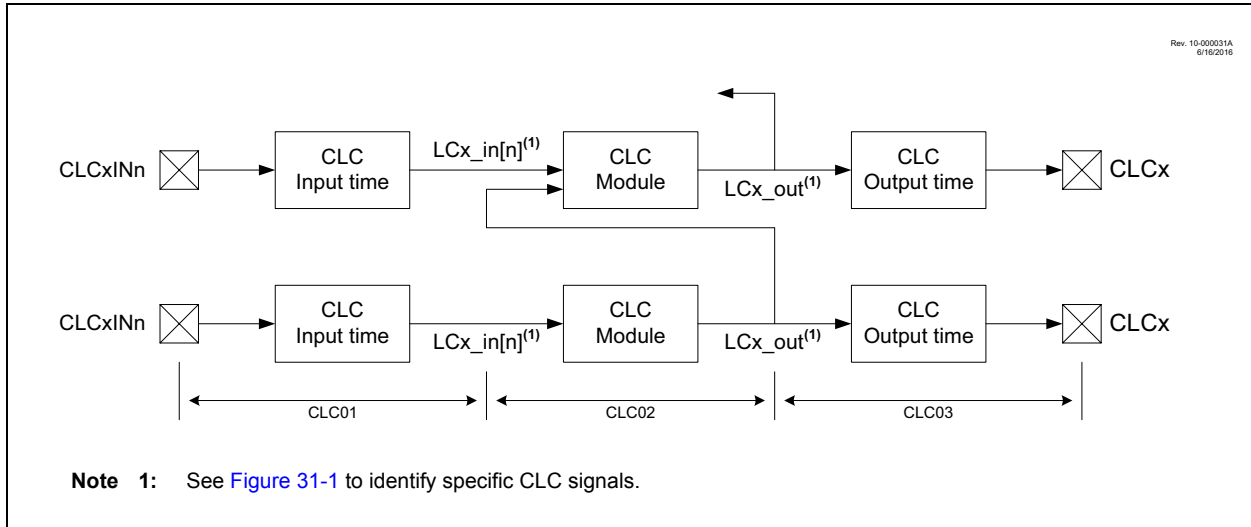 Rev. 10-000031A
6/16/2016
CLCxINn
CLC
Input time
LCx_in[n](1)
CLC
Module
LCx_out(1)
CLC
Output time
CLCx
CLCxINn
CLC
Input time
LCx_in[n](1)
CLC
Module
LCx_out(1)
CLC
Output time
CLCx
CLC01
CLC02
CLC03
Note 1: See Figure 31-1 to identify specific CLC signals.